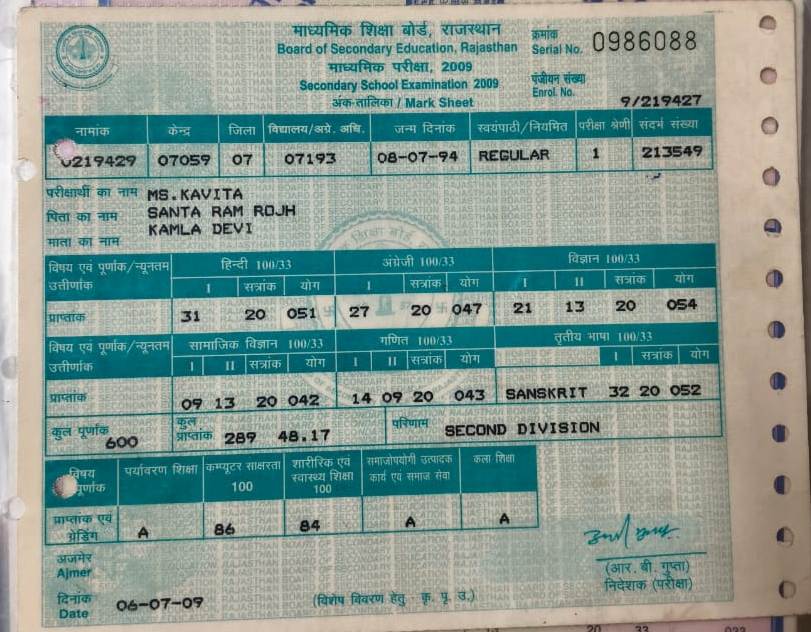 माध्यमिक शिक्षा बोर्ड, राजस्थान
Board of Secondary Education, Rajasthan
माध्यमिक परीक्षा, 2009
Secondary School Examination 2009
अंक-तालिका / Mark Sheet
क्रमांक
Serial No. 0986088
पंजीयन संख्या
Enrol. No.
9/219427
नामांक केन्द्र जिला विद्यालय/अग्रे. अधि. जन्म दिनांक स्वयंपाठी/नियमित परीक्षा श्रेणी संदर्भ संख्या
0219429 07059 07 07193 08-07-94 REGULAR 1 213549
परीक्षार्थी का नाम MS.KAVITA
पिता का नाम SANTA RAM ROJH
माता का नाम KAMLA DEVI
विषय एवं पूर्णांक/न्यूनतम उत्तीर्णांक हिन्दी 100/33 अंग्रेजी 100/33 विज्ञान 100/33
I सत्रांक योग I सत्रांक योग I II सत्रांक योग
प्राप्तांक 31 20 051 27 20 047 21 13 20 054
विषय एवं पूर्णांक/न्यूनतम उत्तीर्णांक सामाजिक विज्ञान 100/33 गणित 100/33 तृतीय भाषा 100/33
I II सत्रांक योग I II सत्रांक योग I सत्रांक योग
प्राप्तांक 09 13 20 042 14 09 20 043 SANSKRIT 32 20 052
कुल पूर्णांक 600 कुल प्राप्तांक 289 48.17 परिणाम SECOND DIVISION
विषय पूर्णांक पर्यावरण शिक्षा कम्प्यूटर साक्षरता 100 शारीरिक एवं स्वास्थ्य शिक्षा 100 समाजोपयोगी उत्पादक कार्य एवं समाज सेवा कला शिक्षा
प्राप्तांक एवं ग्रेडिंग A 86 84 A A
अजमेर
Ajmer
दिनांक
Date 06-07-09
(विशेष विवरण हेतु - कृ. पृ. उ.)
(आर. बी. गुप्ता)
निदेशक (परीक्षा)
20 33